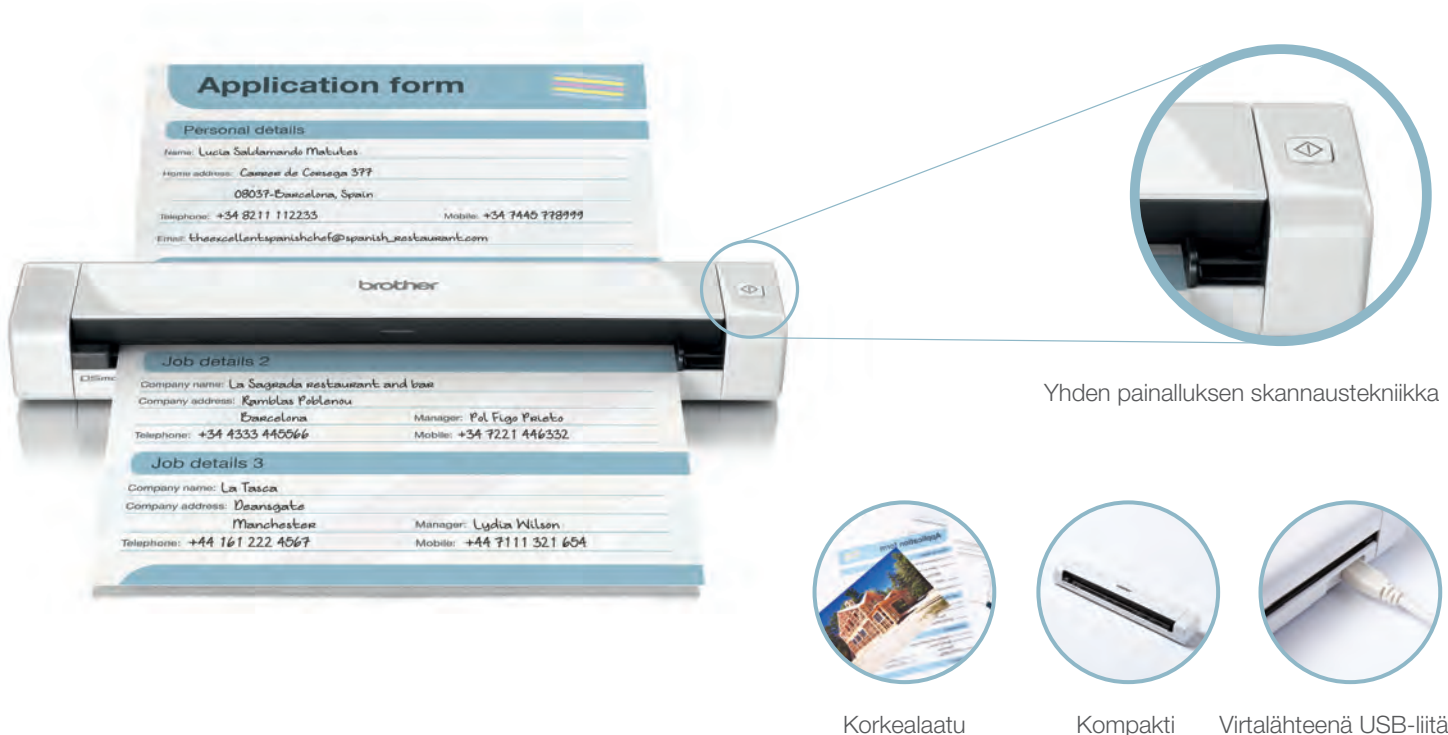 Application form
Personal details
Name: Lucia Saldamando Matutes
Home address: Carrer de Corsega 377
08037-Barcelona, Spain
Telephone: +34 8211 112233 Mobile: +34 7445 778999
Email: theexcellentspanishchef@spanish_restaurant.com
brother
Job details 2
DSmo
Company name: La Sagrada restaurant and bar
Company address: Ramblas Poblenou
Barcelona Manager: Pol Figo Prieto
Telephone: +34 4333 445566 Mobile: +34 7221 446332
Job details 3
Company name: La Tasca
Company address: Deansgate
Manchester Manager: Lydia Wilson
Telephone: +44 161 222 4567 Mobile: +44 7111 321 654
Yhden painalluksen skannaustekniikka
Application form
Korkealaatu Kompakti Virtalähteenä USB-liitä